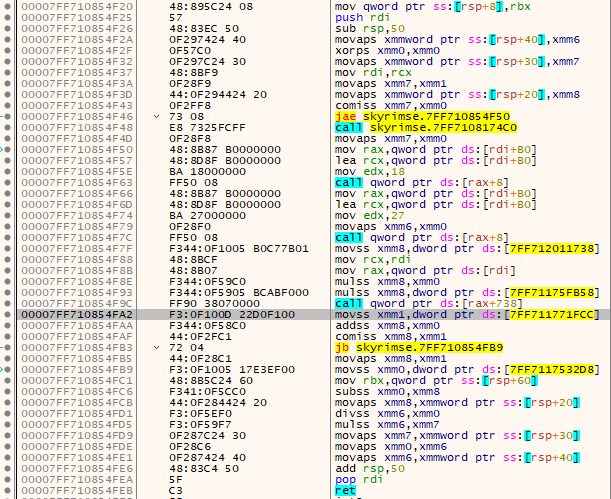 00007FF710854F20 48:895C24 08 mov qword ptr ss:[rsp+8],rbx
00007FF710854F25 57 push rdi
00007FF710854F26 48:83EC 50 sub rsp,50
00007FF710854F2A 0F297424 40 movaps xmmword ptr ss:[rsp+40],xmm6
00007FF710854F2F 0F57C0 xorps xmm0,xmm0
00007FF710854F32 0F297C24 30 movaps xmmword ptr ss:[rsp+30],xmm7
00007FF710854F37 48:8BF9 mov rdi,rcx
00007FF710854F3A 0F28F9 movaps xmm7,xmm1
00007FF710854F3D 44:0F294424 20 movaps xmmword ptr ss:[rsp+20],xmm8
00007FF710854F43 0F2FF8 comiss xmm7,xmm0
00007FF710854F46 73 08 jae skyrimse.7FF710854F50
00007FF710854F48 E8 7325FCFF call skyrimse.7FF7108174C0
00007FF710854F4D 0F28F8 movaps xmm7,xmm0
00007FF710854F50 48:8B87 B0000000 mov rax,qword ptr ds:[rdi+B0]
00007FF710854F57 48:8D8F B0000000 lea rcx,qword ptr ds:[rdi+B0]
00007FF710854F5E BA 18000000 mov edx,18
00007FF710854F63 FF50 08 call qword ptr ds:[rax+8]
00007FF710854F66 48:8B87 B0000000 mov rax,qword ptr ds:[rdi+B0]
00007FF710854F6D 48:8D8F B0000000 lea rcx,qword ptr ds:[rdi+B0]
00007FF710854F74 BA 27000000 mov edx,27
00007FF710854F79 0F28F0 movaps xmm6,xmm0
00007FF710854F7C FF50 08 call qword ptr ds:[rax+8]
00007FF710854F7F F344:0F1005 B0C77B01 movss xmm8,dword ptr ds:[7FF712011738]
00007FF710854F88 48:8BCF mov rcx,rdi
00007FF710854F8B 48:8B07 mov rax,qword ptr ds:[rdi]
00007FF710854F8E F344:0F59C0 mulss xmm8,xmm0
00007FF710854F93 F344:0F5905 BCABF000 mulss xmm8,dword ptr ds:[7FF71175FB58]
00007FF710854F9C FF90 38070000 call qword ptr ds:[rax+738]
00007FF710854FA2 F3:0F100D 22D0F100 movss xmm1,dword ptr ds:[7FF711771FCC]
00007FF710854FAA F344:0F58C0 addss xmm8,xmm0
00007FF710854FAF 44:0F2FC1 comiss xmm8,xmm1
00007FF710854FB3 72 04 jb skyrimse.7FF710854FB9
00007FF710854FB5 44:0F28C1 movaps xmm8,xmm1
00007FF710854FB9 F3:0F1005 17E3EF00 movss xmm0,dword ptr ds:[7FF7117532D8]
00007FF710854FC1 48:8B5C24 60 mov rbx,qword ptr ss:[rsp+60]
00007FF710854FC6 F341:0F5CC0 subss xmm0,xmm8
00007FF710854FCB 44:0F284424 20 movaps xmm8,xmmword ptr ss:[rsp+20]
00007FF710854FD1 F3:0F5EF0 divss xmm6,xmm0
00007FF710854FD5 F3:0F59F7 mulss xmm6,xmm7
00007FF710854FD9 0F287C24 30 movaps xmm7,xmmword ptr ss:[rsp+30]
00007FF710854FDE 0F28C6 movaps xmm0,xmm6
00007FF710854FE1 0F287424 40 movaps xmm6,xmmword ptr ss:[rsp+40]
00007FF710854FE6 48:83C4 50 add rsp,50
00007FF710854FEA 5F pop rdi
00007FF710854FEB C3 ret